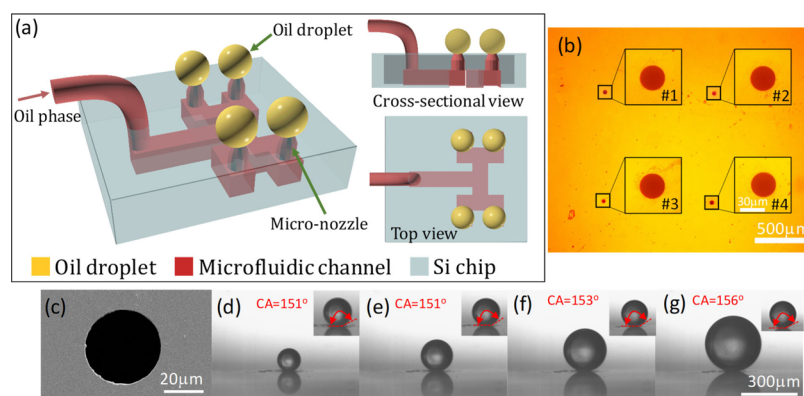 (a)
Oil droplet
Oil phase
Micro-nozzle
Cross-sectional view
Top view
Oil droplet Microfluidic channel Si chip
(b)
#1
#2
#3
30μm
#4
500μm
(c)
20μm
(d)
CA=151°
(e)
CA=151°
(f)
CA=153°
(g)
CA=156°
300μm